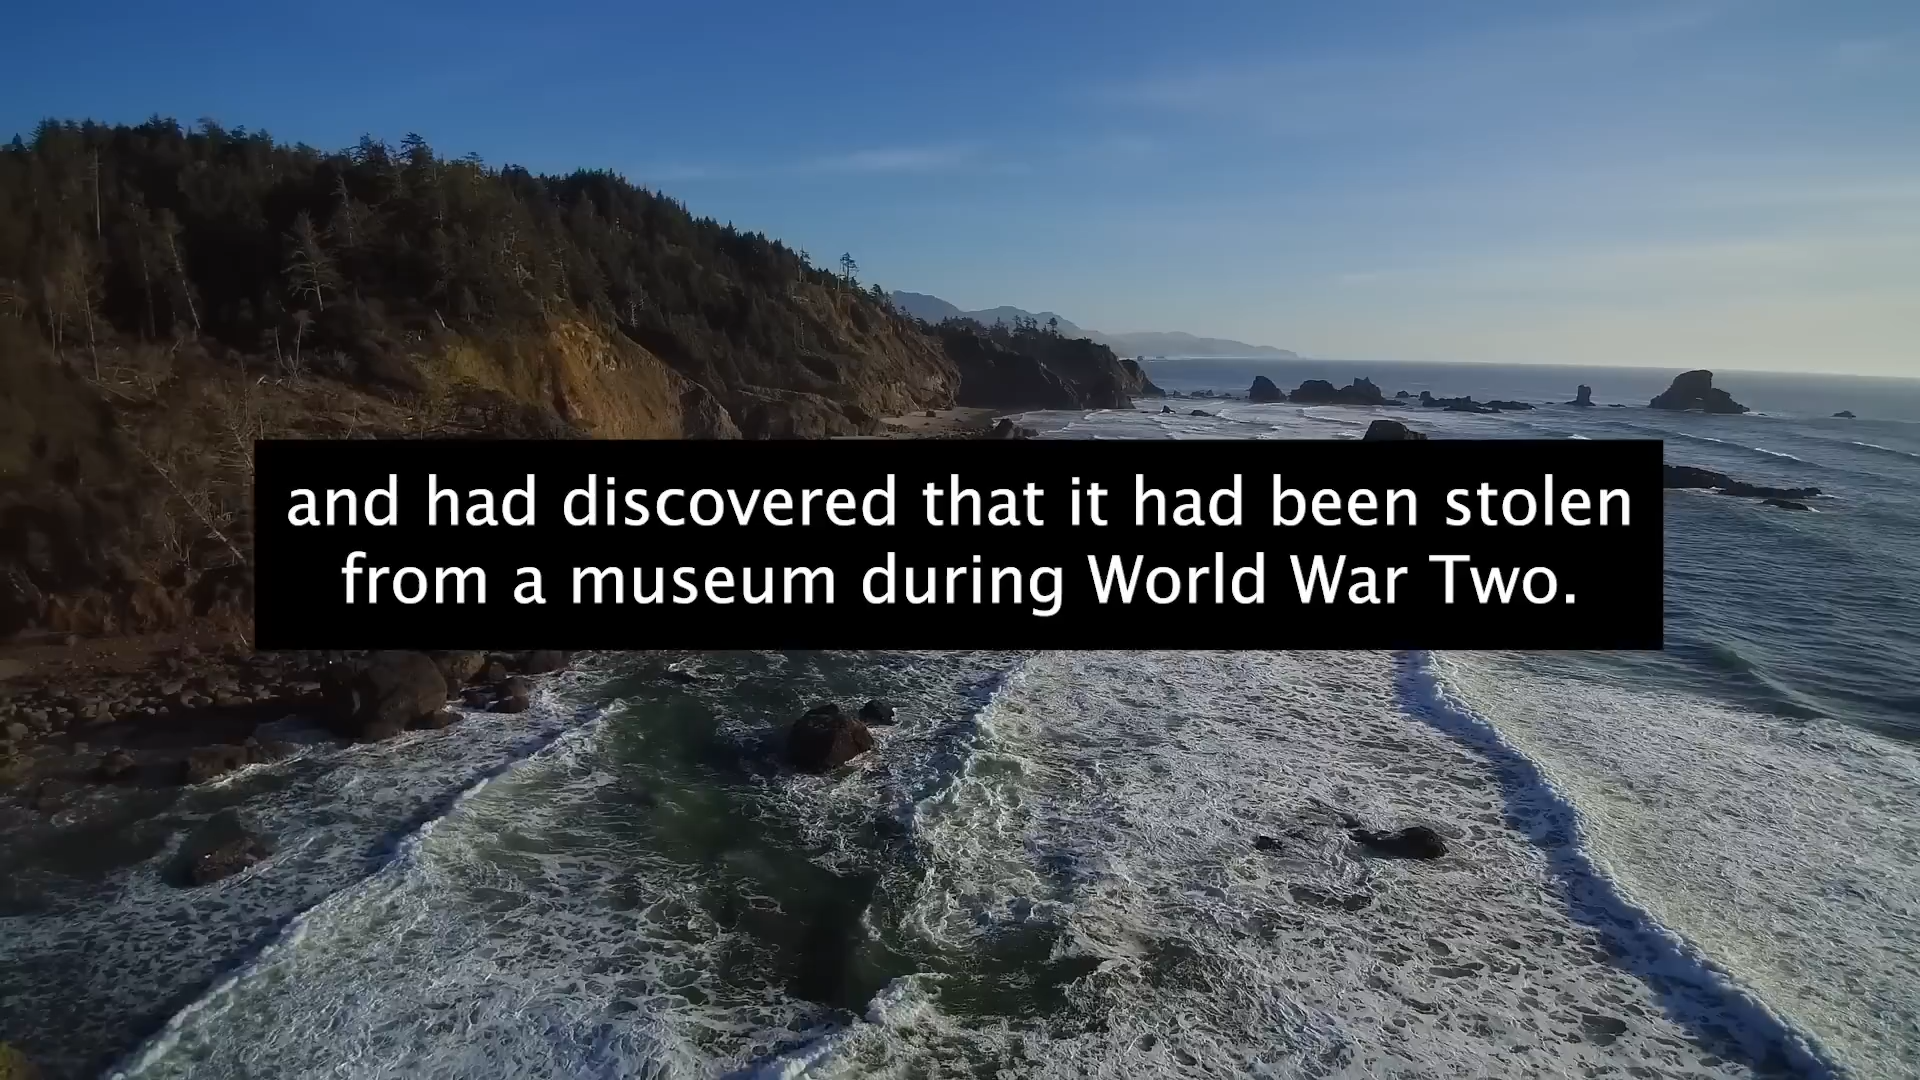 and had discovered that it had been stolen
from a museum during World War Two.